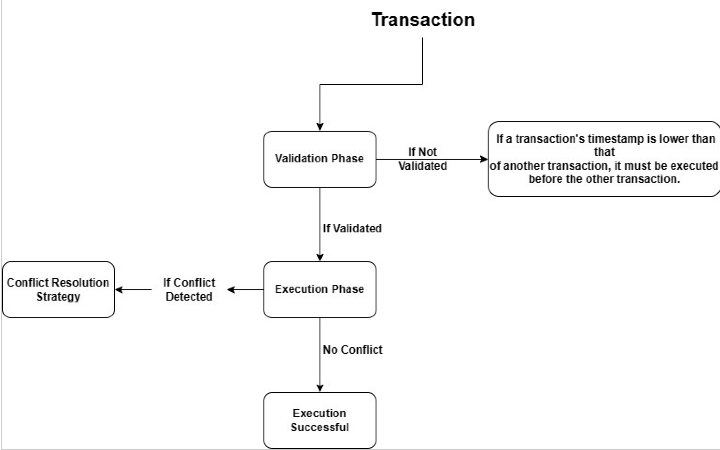 Transaction
Validation Phase
If Not
Validated
If a transaction's timestamp is lower than
that
of another transaction, it must be executed
before the other transaction.
If Validated
Conflict Resolution
Strategy
If Conflict
Detected
Execution Phase
No Conflict
Execution
Successful